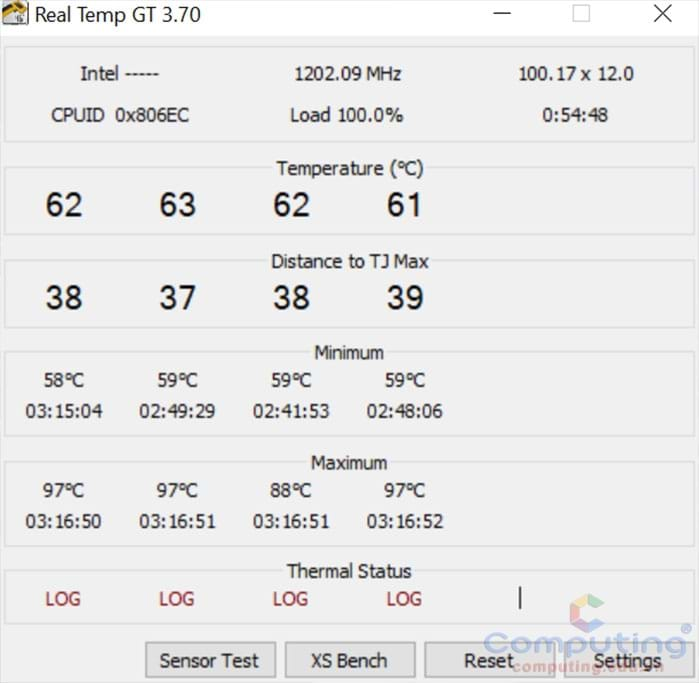 Real Temp GT 3.70
Intel ----- 1202.09 MHz 100.17 x 12.0
CPUID 0x806EC Load 100.0% 0:54:48
Temperature (°C)
62 63 62 61
Distance to TJ Max
38 37 38 39
Minimum
58°C 59°C 59°C 59°C
03:15:04 02:49:29 02:41:53 02:48:06
Maximum
97°C 97°C 88°C 97°C
03:16:50 03:16:51 03:16:51 03:16:52
Thermal Status
LOG LOG LOG LOG
Computing®
Sensor Test XS Bench Reset Settings
computing.edu.vn